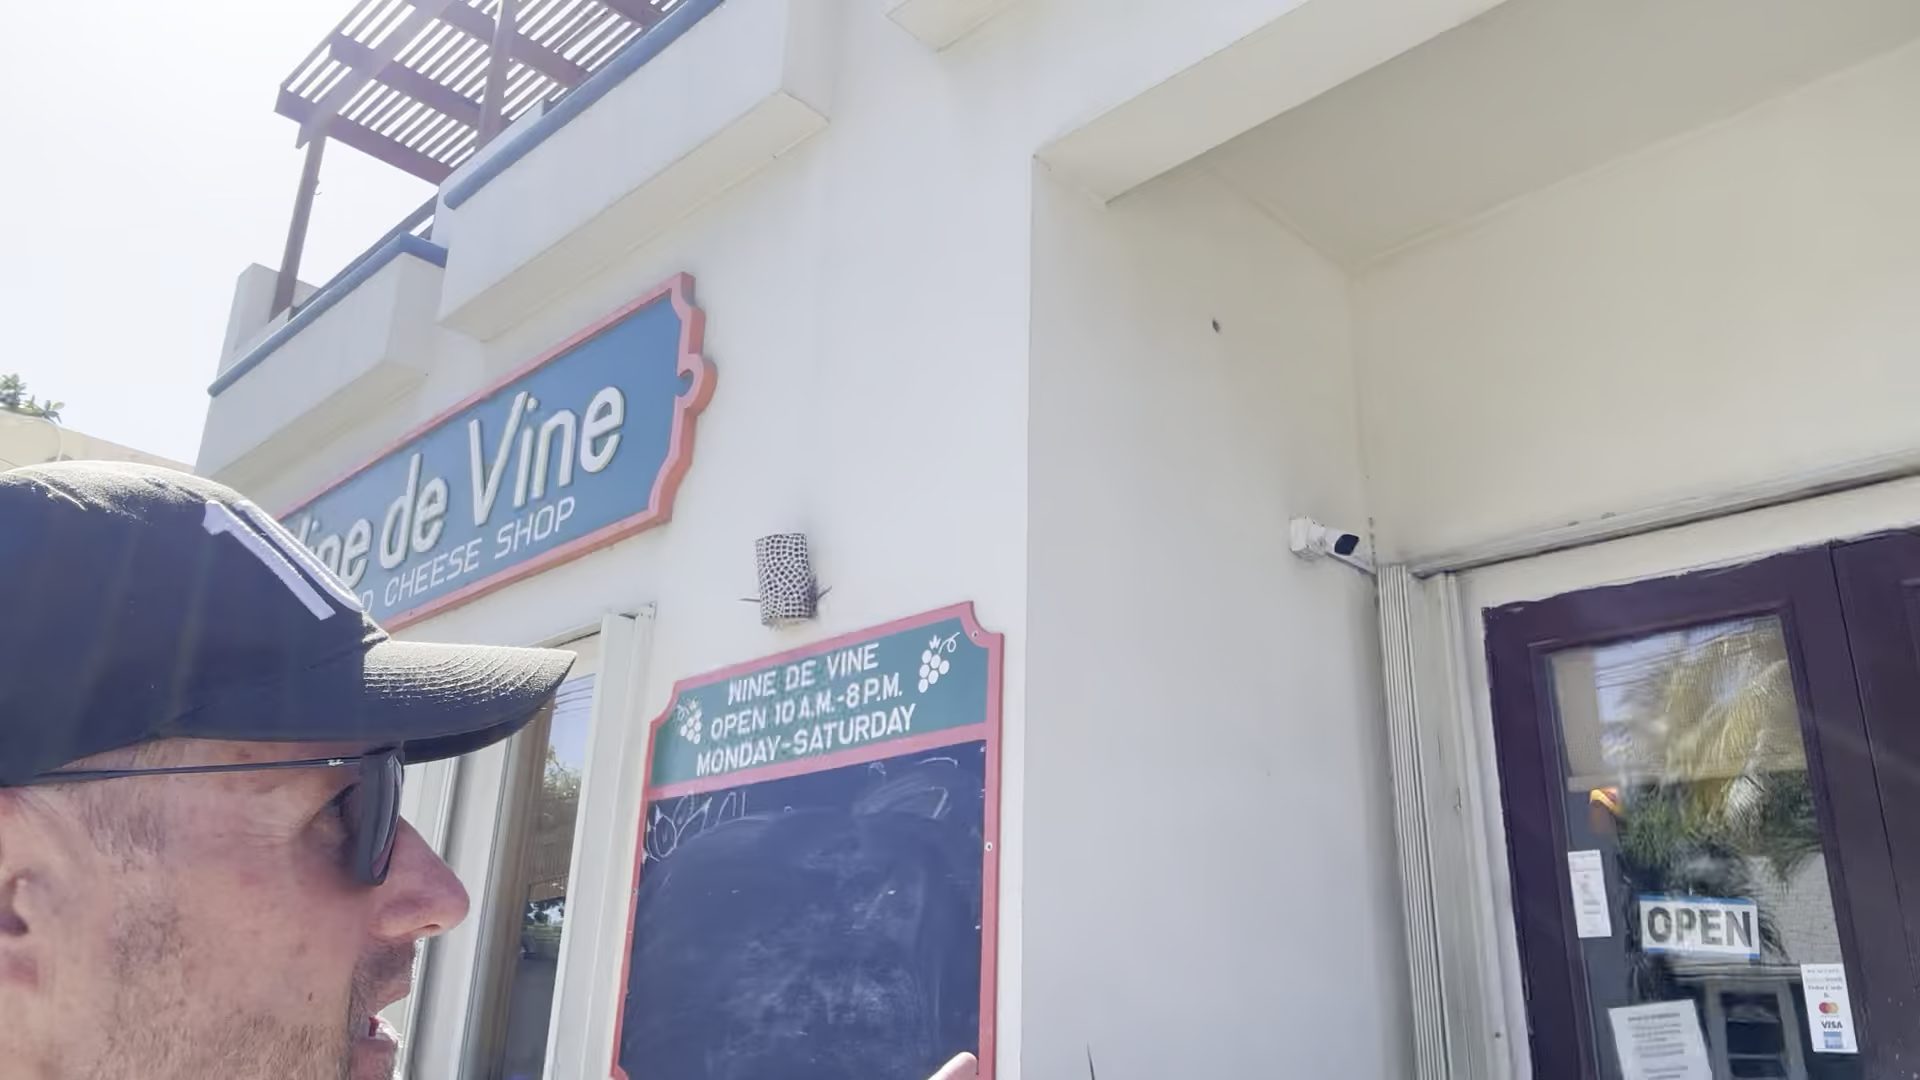 ine de Vine
D CHEESE SHOP
NINE DE VINE
OPEN 10 A.M.-8 P.M.
MONDAY-SATURDAY
OPEN
VISA